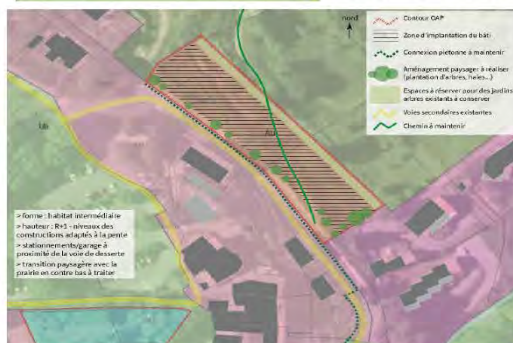 nord
Contour OAP
Zone d'implantation du bâti
Connexion piétonne à maintenir
Aménagement paysager à réaliser
(plantation d'arbres, haies...)
Espaces à réserver pour des jardins
arbres existants à conserver
Voies secondaires existantes
Chemin à maintenir
> forme : habitat intermédiaire
> hauteur : R+1 - niveaux des
constructions adaptés à la pente
> stationnements/garage à
proximité de la voie de desserte
> transition paysagère avec la
prairie en contre bas à traiter